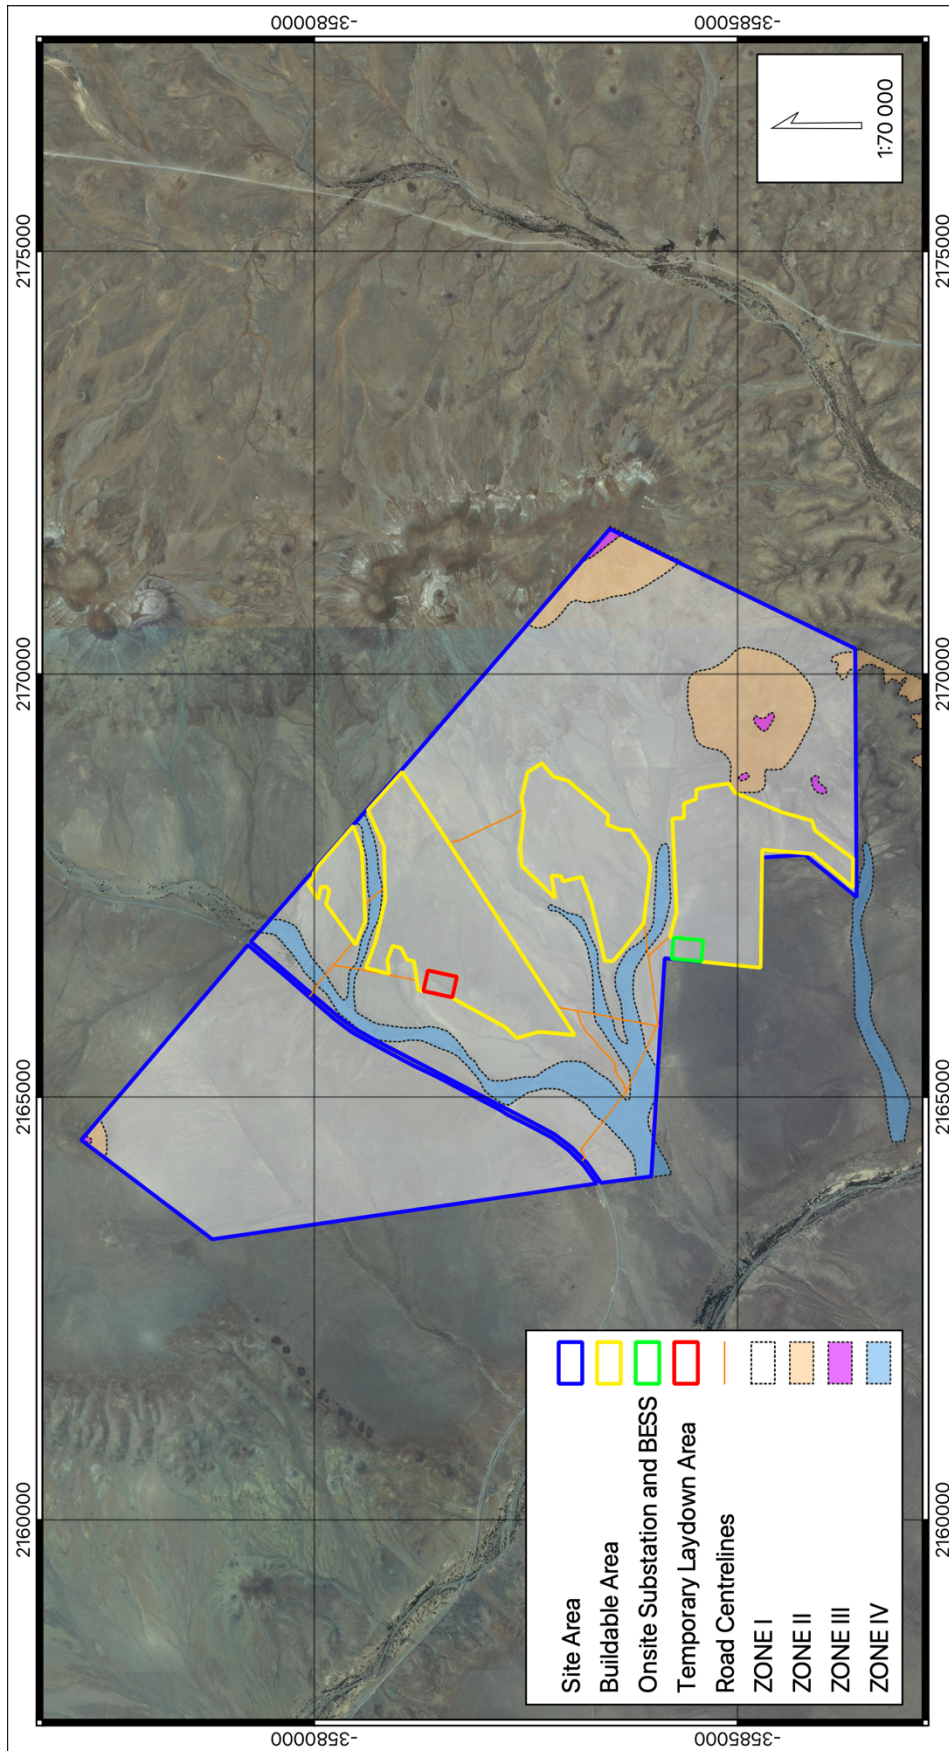 2160000
2165000
2170000
2175000
-3580000
-3580000
-3585000
-3585000
Site Area
Buildable Area
Onsite Substation and BESS
Temporary Laydown Area
Road Centrelines
ZONE I
ZONE II
ZONE III
ZONE IV
1:70 000
2160000
2165000
2170000
2175000